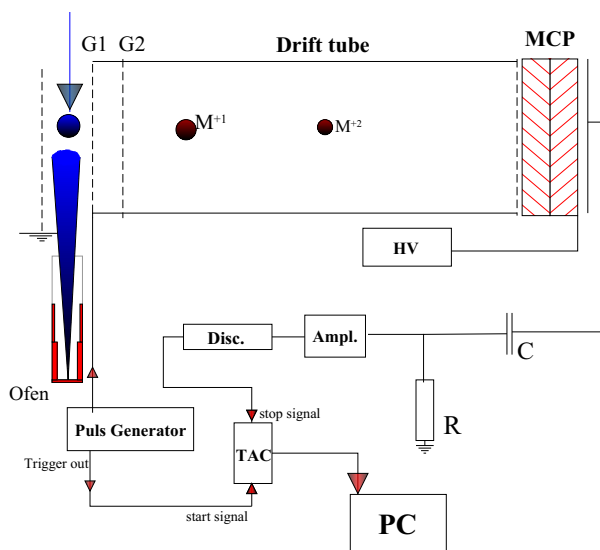 G1 G2
Drift tube
MCP
M+1
M+2
HV
Disc.
Ampl.
C
R
Ofen
Puls Generator
stop signal
TAC
Trigger out
start signal
PC